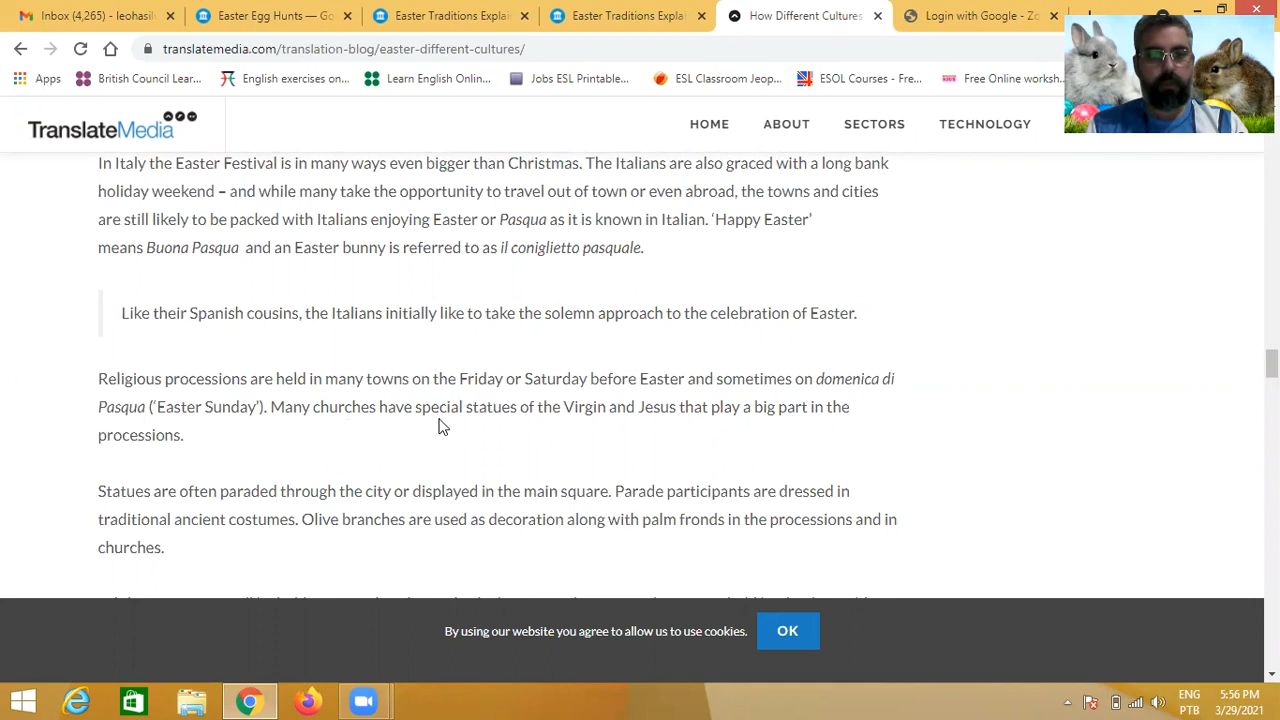 Inbox (4,265) - leohasil
Easter Egg Hunts — Go
Easter Traditions Explai
Easter Traditions Explai
How Different Cultures
Login with Google - Zo
translatemedia.com/translation-blog/easter-different-cultures/
Apps
British Council Lear...
English exercises on...
Learn English Onlin...
Jobs ESL Printable...
ESL Classroom Jeop...
ESOL Courses - Fre...
Free Online worksh...
TranslateMedia
HOME
ABOUT
SECTORS
TECHNOLOGY
In Italy the Easter Festival is in many ways even bigger than Christmas. The Italians are also graced with a long bank
holiday weekend – and while many take the opportunity to travel out of town or even abroad, the towns and cities
are still likely to be packed with Italians enjoying Easter or Pasqua as it is known in Italian. ‘Happy Easter’
means Buona Pasqua and an Easter bunny is referred to as il coniglietto pasquale.
Like their Spanish cousins, the Italians initially like to take the solemn approach to the celebration of Easter.
Religious processions are held in many towns on the Friday or Saturday before Easter and sometimes on domenica di
Pasqua (‘Easter Sunday’). Many churches have special statues of the Virgin and Jesus that play a big part in the
processions.
Statues are often paraded through the city or displayed in the main square. Parade participants are dressed in
traditional ancient costumes. Olive branches are used as decoration along with palm fronds in the processions and in
churches.
By using our website you agree to allow us to use cookies.
OK
ENG
PTB
5:56 PM
3/29/2021